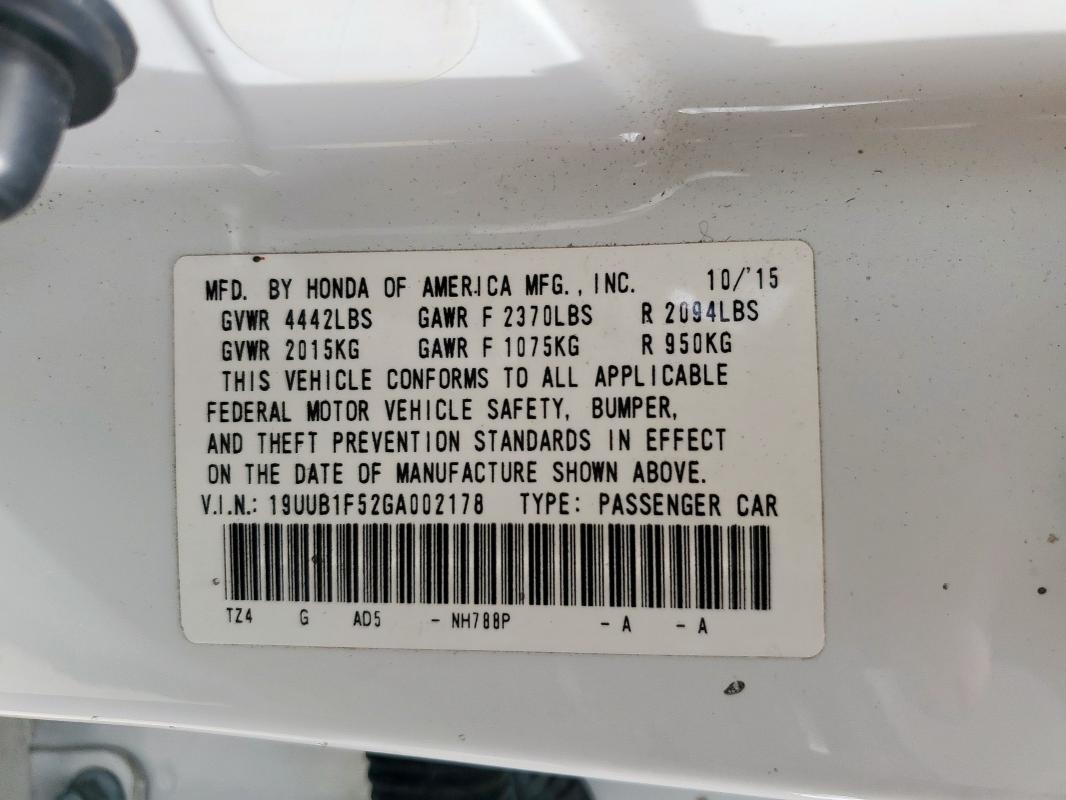 MFD. BY HONDA OF AMERICA MFG., INC. 10/'15
GVWR 4442LBS GAWR F 2370LBS R 2094LBS
GVWR 2015KG GAWR F 1075KG R 950KG
THIS VEHICLE CONFORMS TO ALL APPLICABLE
FEDERAL MOTOR VEHICLE SAFETY, BUMPER,
AND THEFT PREVENTION STANDARDS IN EFFECT
ON THE DATE OF MANUFACTURE SHOWN ABOVE.
V.I.N.: 19UUB1F52GA002178 TYPE: PASSENGER CAR
TZ4 G AD5 - NH788P - A - A